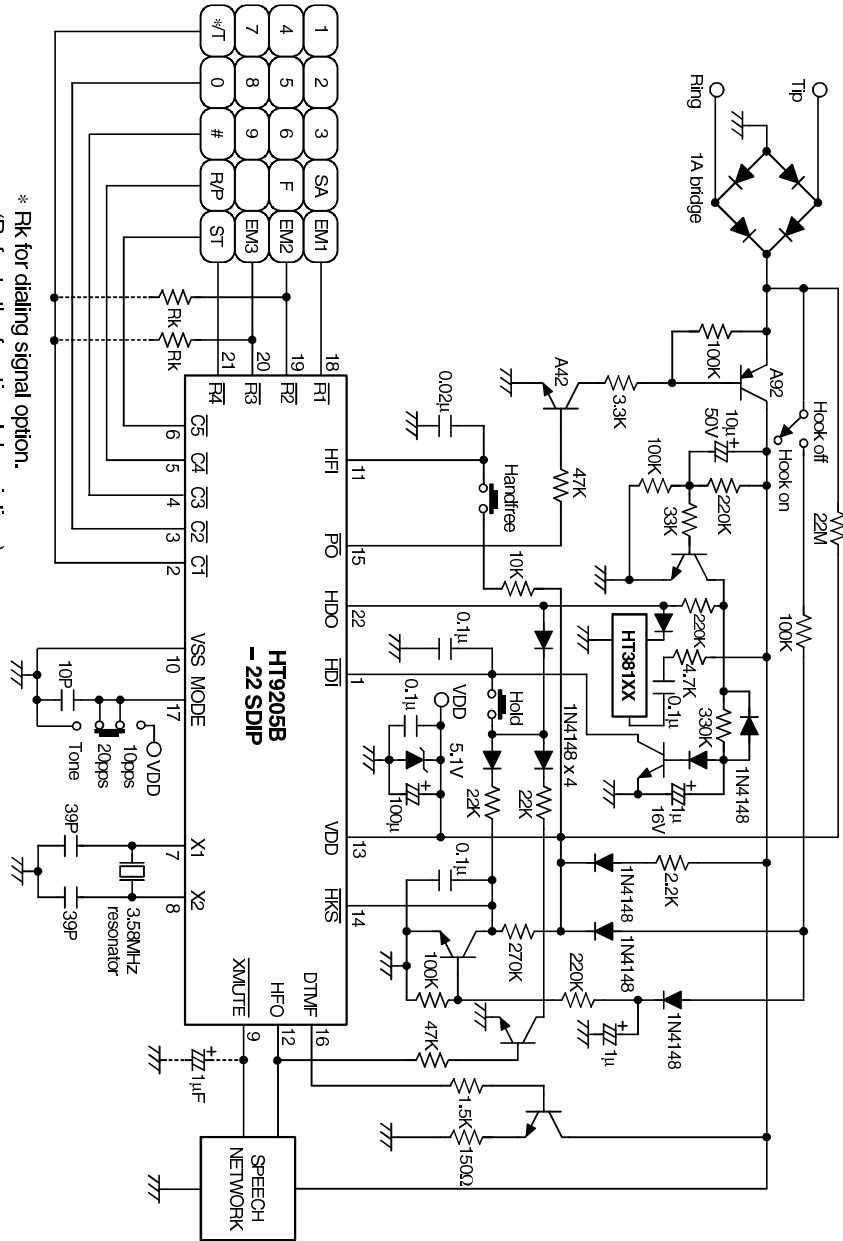 Tip
Ring
1A bridge
Hook off
Hook on
22M
100K
A92
100K
10μ
50V
220K
100K
33K
3.3K
A42
47K
220K
4.7K
0.1μ
330K
1N4148
1μ
16V
HT381XX
1N4148 x 4
22K
22K
10K
Handfree
0.02μ
0.1μ
Hold
VDD
5.1V
0.1μ
100μ
2.2K
1N4148
1N4148
1N4148
270K
220K
1μ
100K
0.1μ
47K
1.5K
150Ω
1 2 3 SA EM1
4 5 6 F EM2
7 8 9 EM3
*/T 0 # R/P ST
Rk
Rk
18 R1
19 R2
20 R3
21 R4
C5 6
C4 5
C3 4
C2 3
C1 2
HFI 11
PO 15
HDO 22
HDI 1
VDD 13
HKS 14
DTMF 16
HFO 12
XMUTE 9
HT9205B
– 22 SDIP
VSS 10
MODE 17
X1 7
X2 8
10P
VDD
10pps
20pps
Tone
39P
39P
3.58MHz
resonator
1μF
SPEECH
NETWORK
* Rk for dialing signal option.